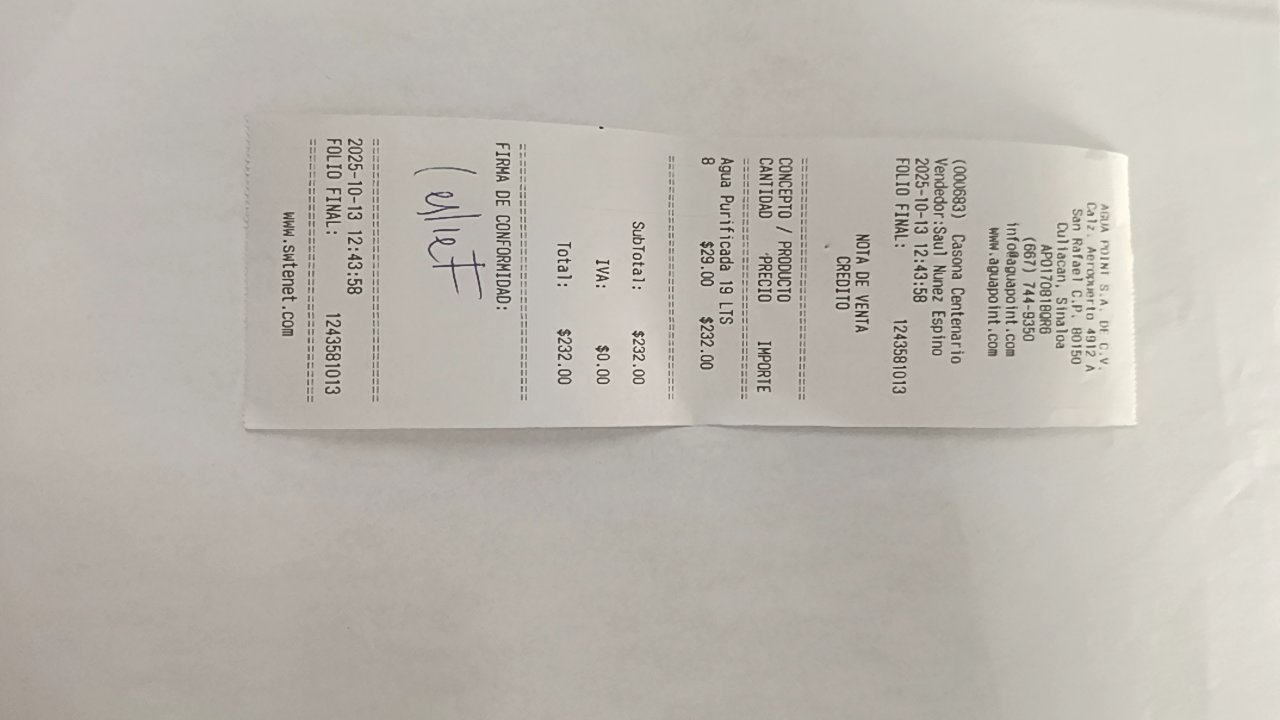 AGUA POINT S.A. DE C.V.
Calz. Aeropuerto 4912 A
San Rafael C.P. 80150
Culiacan, Sinaloa
APO1708180R6
(667) 744-9350
info@aguapoint.com
www.aguapoint.com
(000683) Casona Centenario
Vendedor:Saul Nunez Espino
2025-10-13 12:43:58
FOLIO FINAL: 1243581013
NOTA DE VENTA
CREDITO
CONCEPTO / PRODUCTO
CANTIDAD PRECIO IMPORTE
Agua Purificada 19 LTS
8 $29.00 $232.00
SubTotal: $232.00
IVA: $0.00
Total: $232.00
FIRMA DE CONFORMIDAD:
2025-10-13 12:43:58
FOLIO FINAL: 1243581013
www.swtenet.com